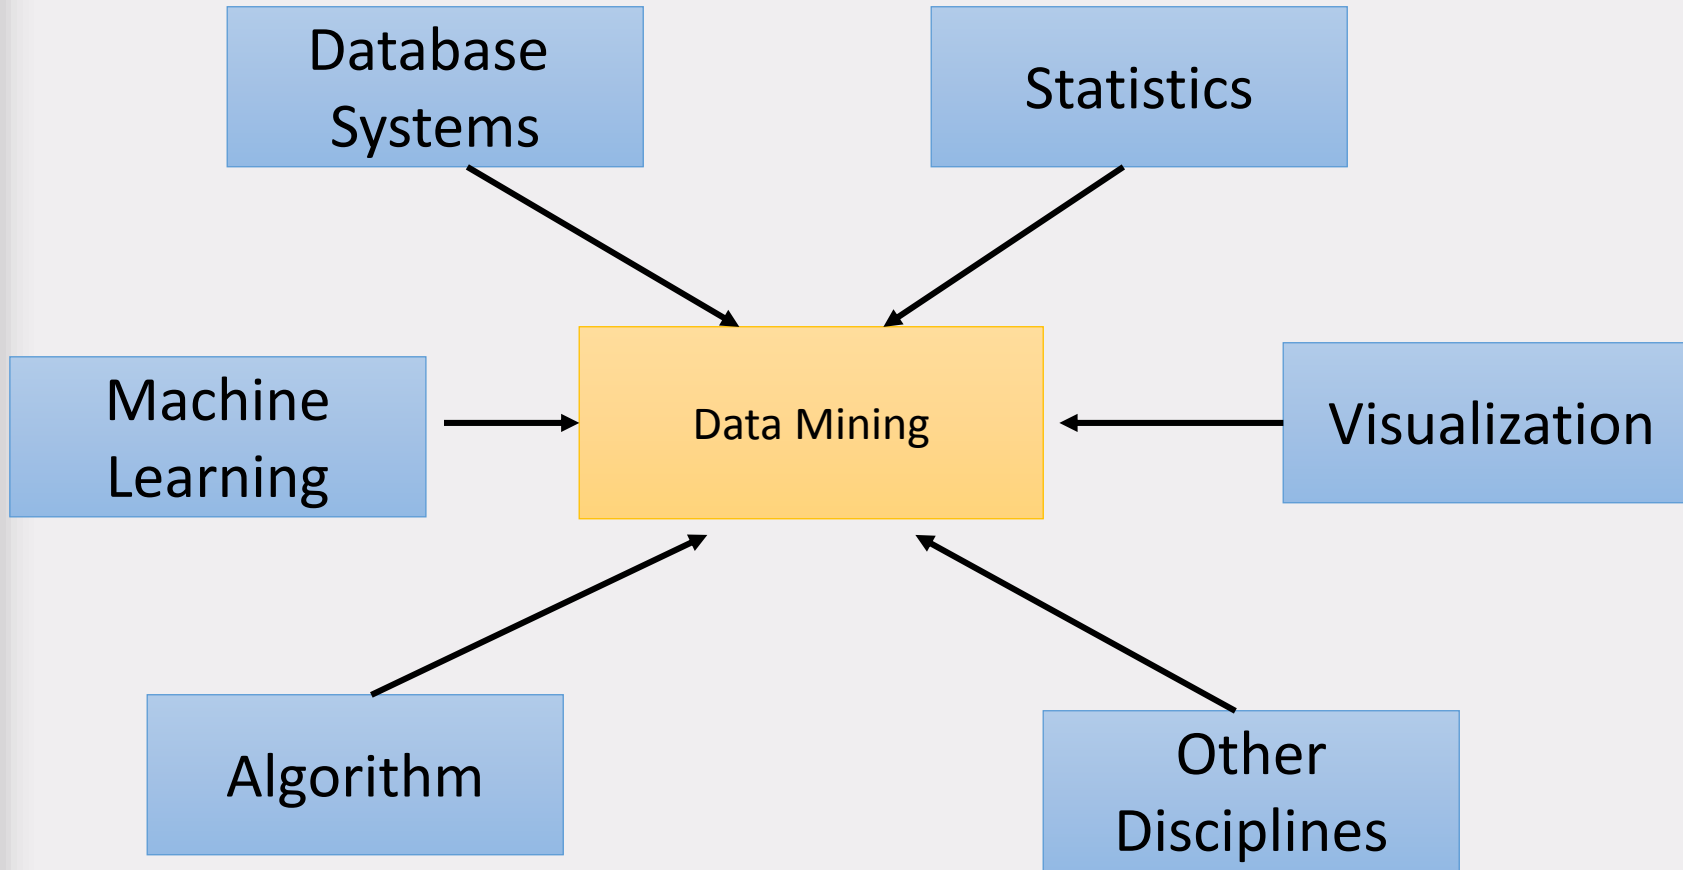 Database
Systems
Statistics
Machine
Learning
Data Mining
Visualization
Algorithm
Other
Disciplines